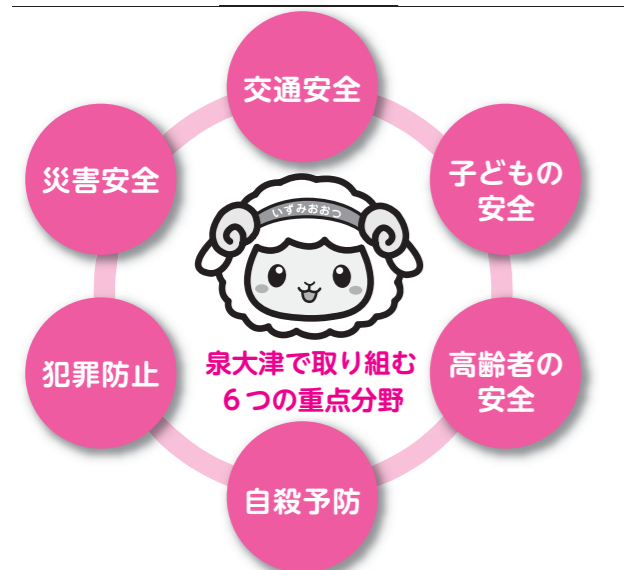 交通安全
子どもの
安全
高齢者の
安全
自殺予防
犯罪防止
災害安全
いずみおおつ
泉大津で取り組む
６つの重点分野